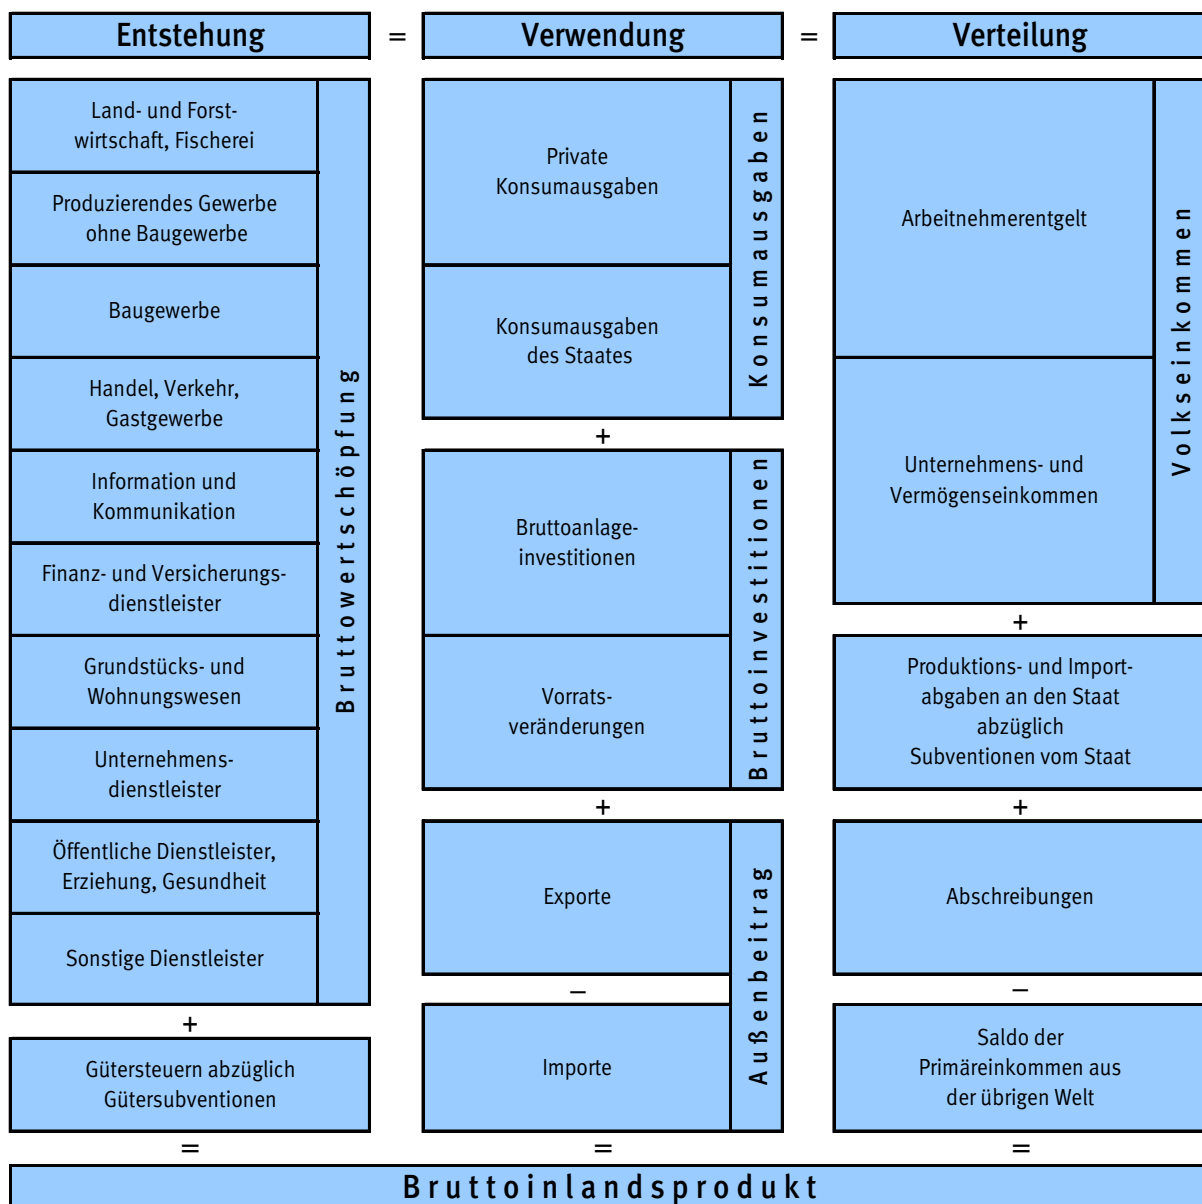 Entstehung
=
Verwendung
=
Verteilung
Land- und Forst-
wirtschaft, Fischerei
Produzierendes Gewerbe
ohne Baugewerbe
Baugewerbe
Handel, Verkehr,
Gastgewerbe
Information und
Kommunikation
Finanz- und Versicherungs-
dienstleister
Grundstücks- und
Wohnungswesen
Unternehmens-
dienstleister
Öffentliche Dienstleister,
Erziehung, Gesundheit
Sonstige Dienstleister
Bruttowertschöpfung
+
Gütersteuern abzüglich
Gütersubventionen
=
Private
Konsumausgaben
Konsumausgaben
des Staates
Konsumausgaben
+
Bruttoanlage-
investitionen
Vorrats-
veränderungen
Bruttoinvestitionen
+
Exporte
–
Importe
Außenbeitrag
=
Arbeitnehmerentgelt
Unternehmens- und
Vermögenseinkommen
Volkseinkommen
+
Produktions- und Import-
abgaben an den Staat
abzüglich
Subventionen vom Staat
+
Abschreibungen
–
Saldo der
Primäreinkommen aus
der übrigen Welt
=
Bruttoinlandsprodukt